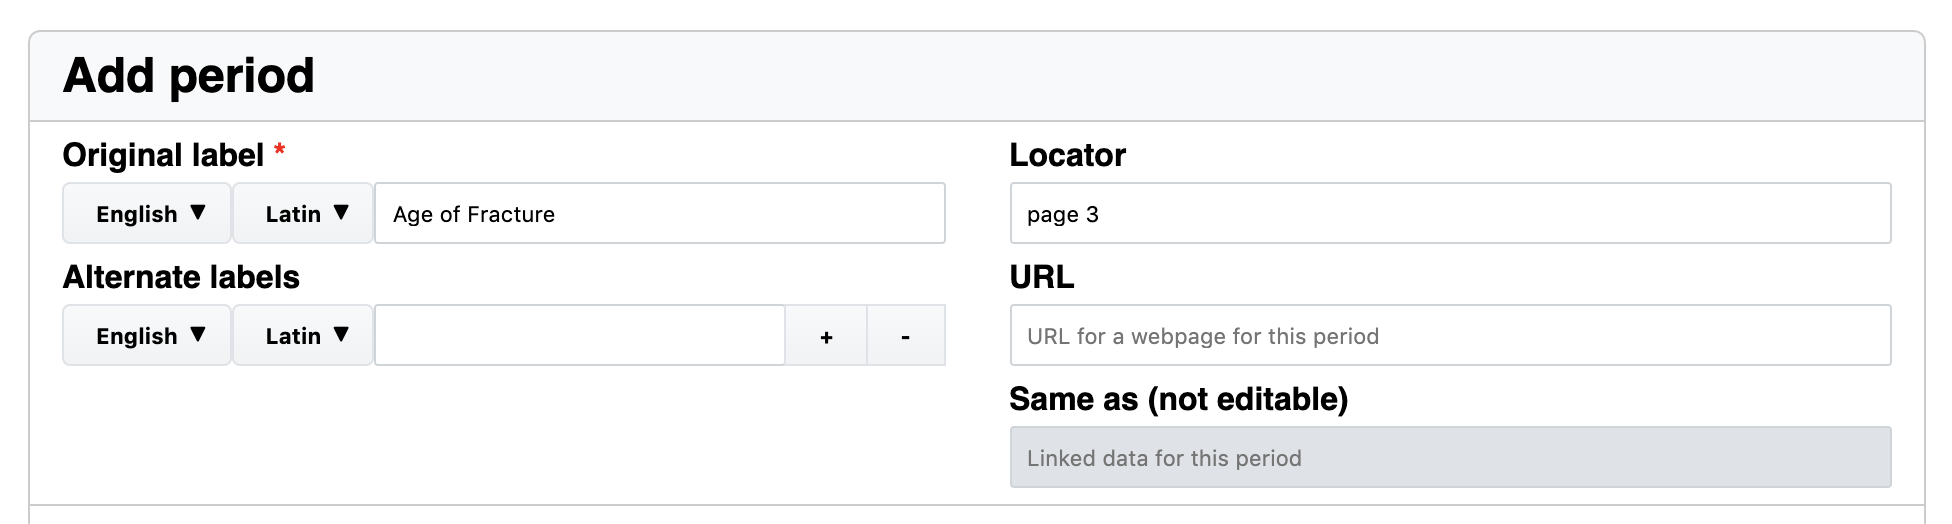 Add period
Original label *
English ▼ Latin ▼ Age of Fracture
Alternate labels
English ▼ Latin ▼ + -
Locator
page 3
URL
URL for a webpage for this period
Same as (not editable)
Linked data for this period